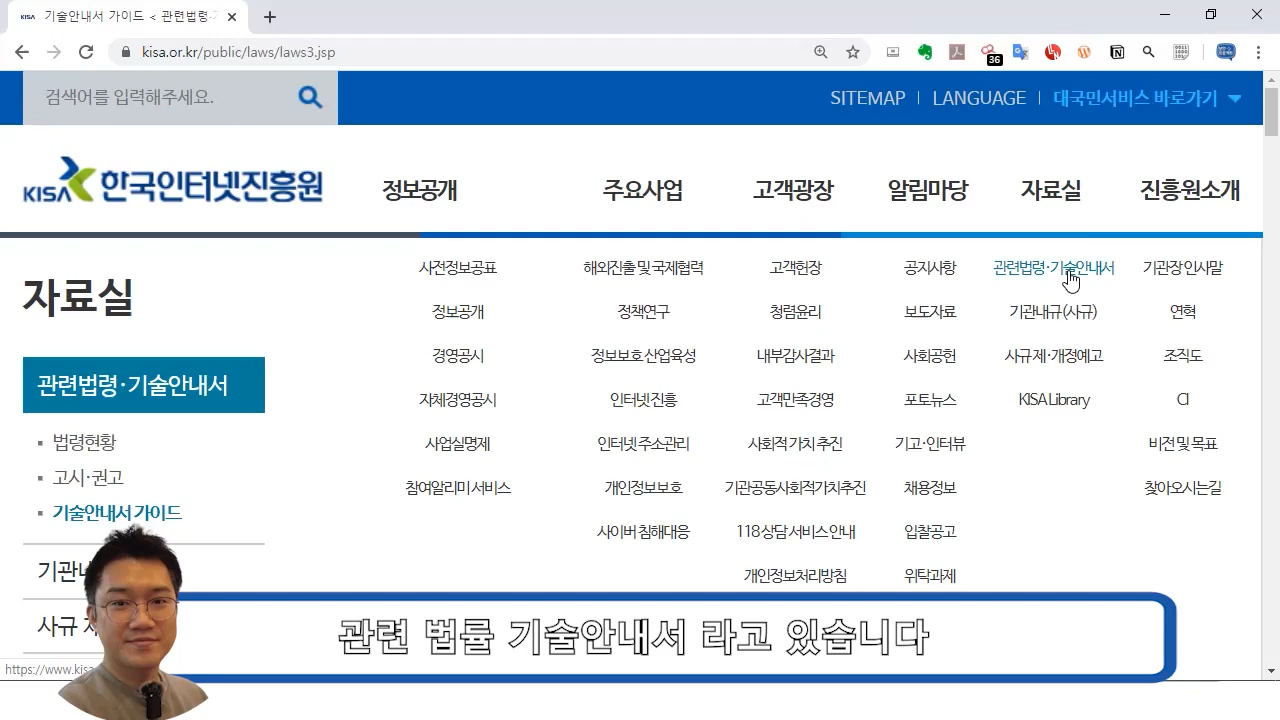 KISA 기술안내서 가이드 < 관련법령·기
kisa.or.kr/public/laws/laws3.jsp
36
검색어를 입력해주세요.
SITEMAP | LANGUAGE | 대국민서비스 바로가기
KISA 한국인터넷진흥원
정보공개 주요사업 고객광장 알림마당 자료실 진흥원소개
사전정보공표 해외진출 및 국제협력 고객헌장 공지사항 관련법령·기술안내서 기관장 인사말
정보공개 정책연구 청렴윤리 보도자료 기관내규(사규) 연혁
경영공시 정보보호 산업육성 내부감사결과 사회공헌 사규 제·개정예고 조직도
자체경영공시 인터넷 진흥 고객만족경영 포토뉴스 KISA Library CI
사업실명제 인터넷 주소관리 사회적 가치 추진 기고·인터뷰 비전 및 목표
참여알리미 서비스 개인정보보호 기관공동사회적가치추진 채용정보 찾아오시는길
사이버 침해대응 118 상담 서비스 안내 입찰공고
개인정보처리방침 위탁과제
자료실
관련법령·기술안내서
법령현황
고시·권고
기술안내서 가이드
기관
사규
https://www.kisa
관련 법률 기술안내서 라고 있습니다